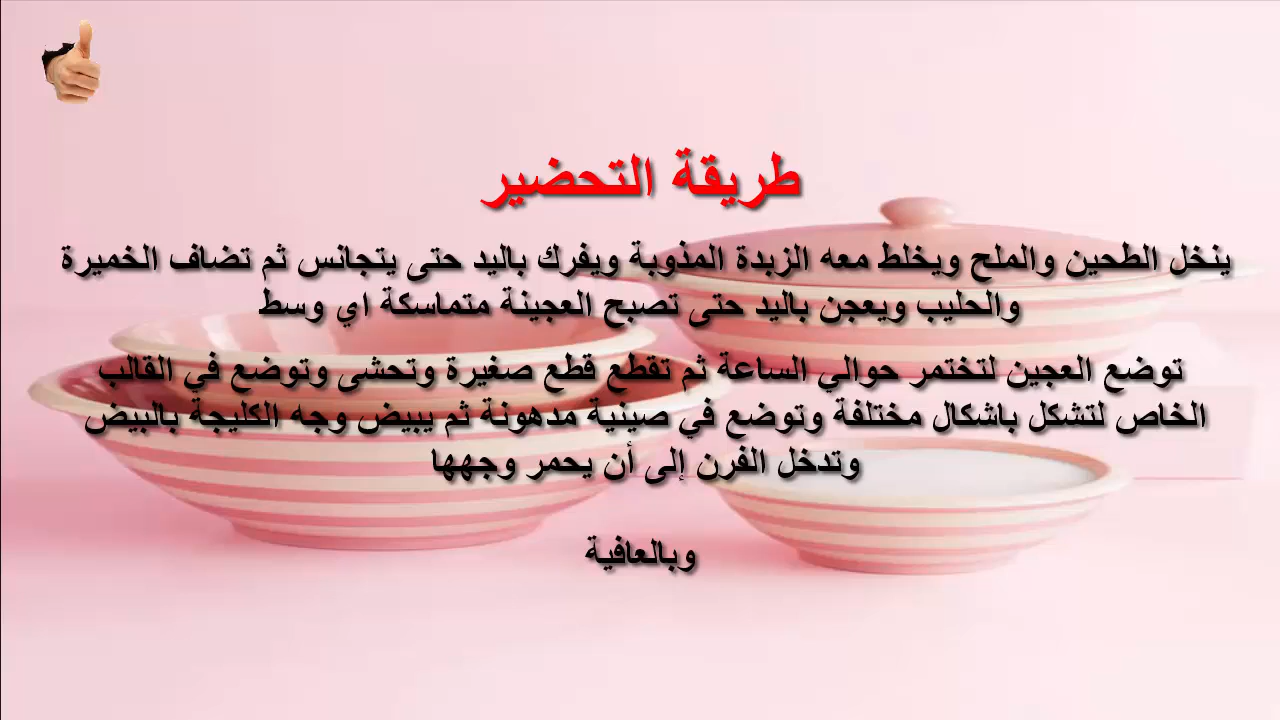 طريقة التحضير
ينخل الطحين والملح ويخلط معه الزبدة المذوبة ويفرك باليد حتى يتجانس ثم تضاف الخميرة
والحليب ويعجن باليد حتى تصبح العجينة متماسكة اي وسط
توضع العجين لتختمر حوالي الساعة ثم تقطع قطع صغيرة وتحشى وتوضع في القالب
الخاص لتشكل باشكال مختلفة وتوضع في صينية مدهونة ثم يبيض وجه الكليجة بالبيض
وتدخل الفرن إلى أن يحمر وجهها
وبالعافية